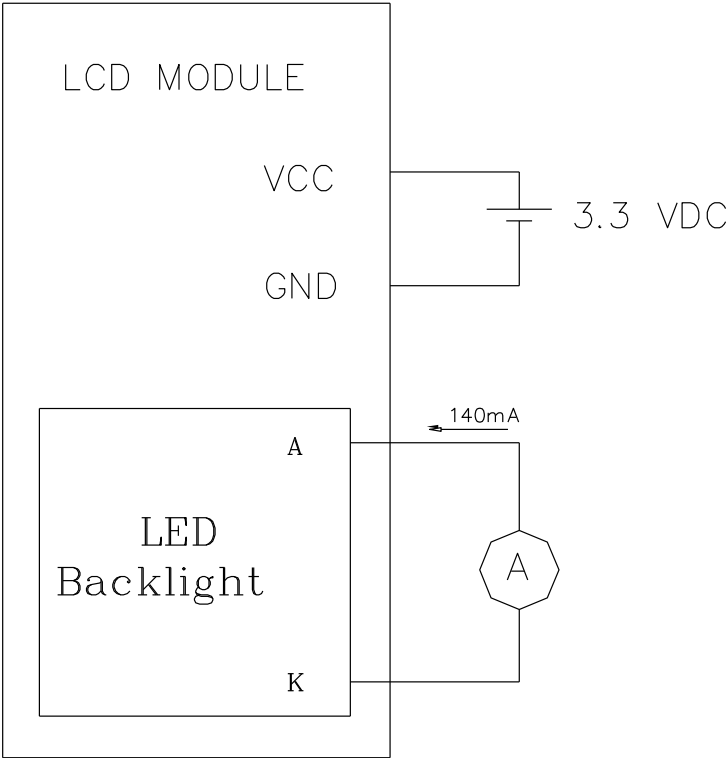 LCD MODULE
VCC
3.3 VDC
GND
140mA
A
LED
Backlight
A
K